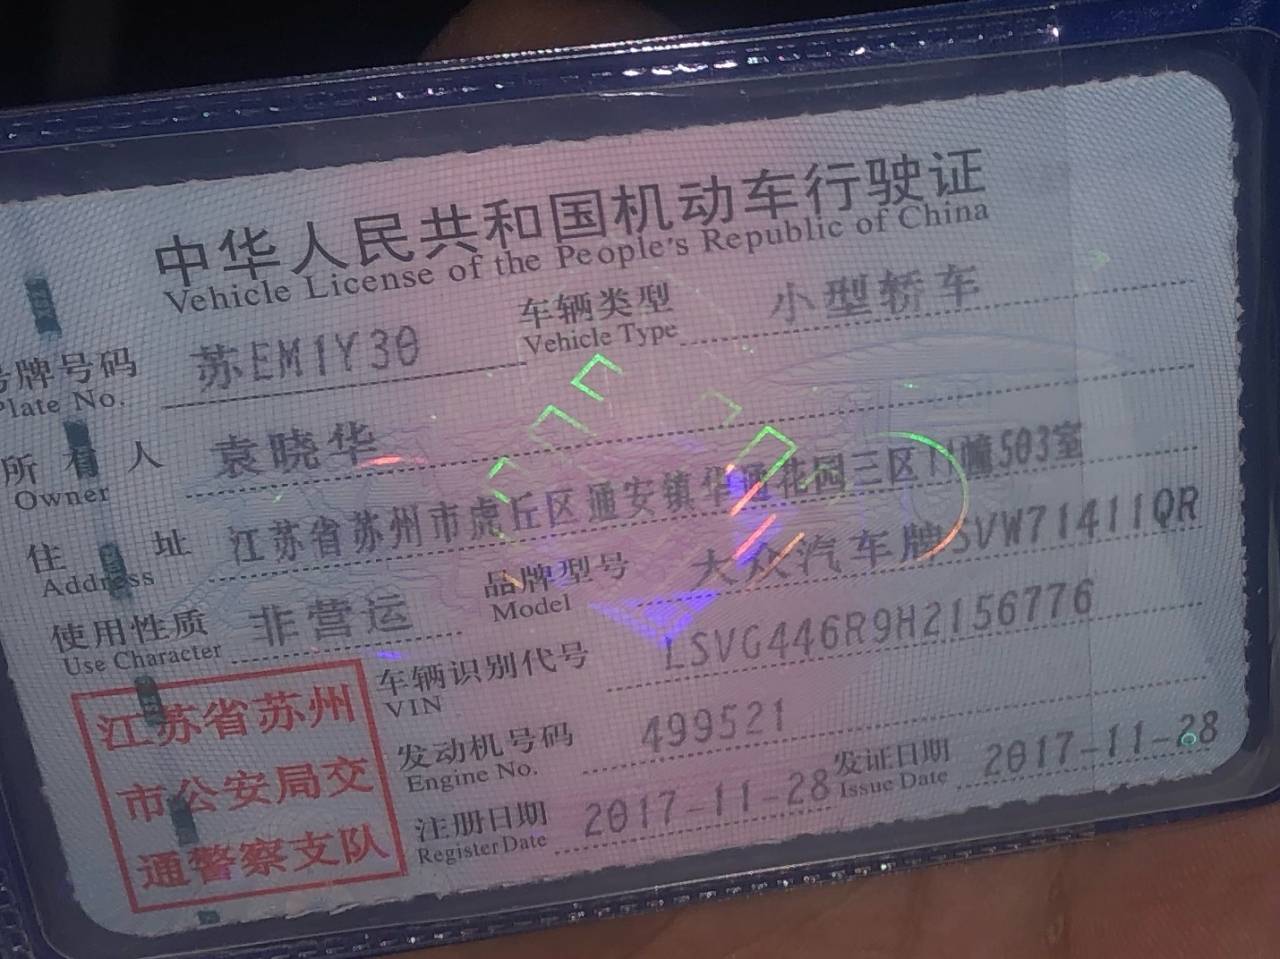 中华人民共和国机动车行驶证
Vehicle License of the People's Republic of China
号牌号码 苏EM1Y30 车辆类型 小型轿车
Plate No. Vehicle Type
所有人 袁晓华
Owner
住址 江苏省苏州市虎丘区通安镇华通花园三区11幢503室
Address
使用性质 非营运 品牌型号 大众汽车牌SVW71411QR
Use Character Model
车辆识别代号 LSVG446R9H2156776
VIN
发动机号码 499521
Engine No.
注册日期 2017-11-28 发证日期 2017-11-28
Register Date Issue Date
江苏省苏州
市公安局交
通警察支队